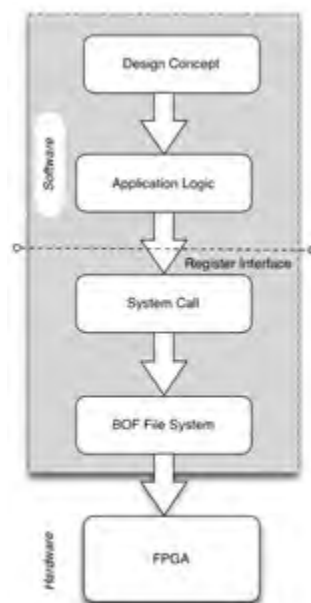 Design Concept
Software
Application Logic
Register Interface
System Call
BOF File System
Hardware
FPGA